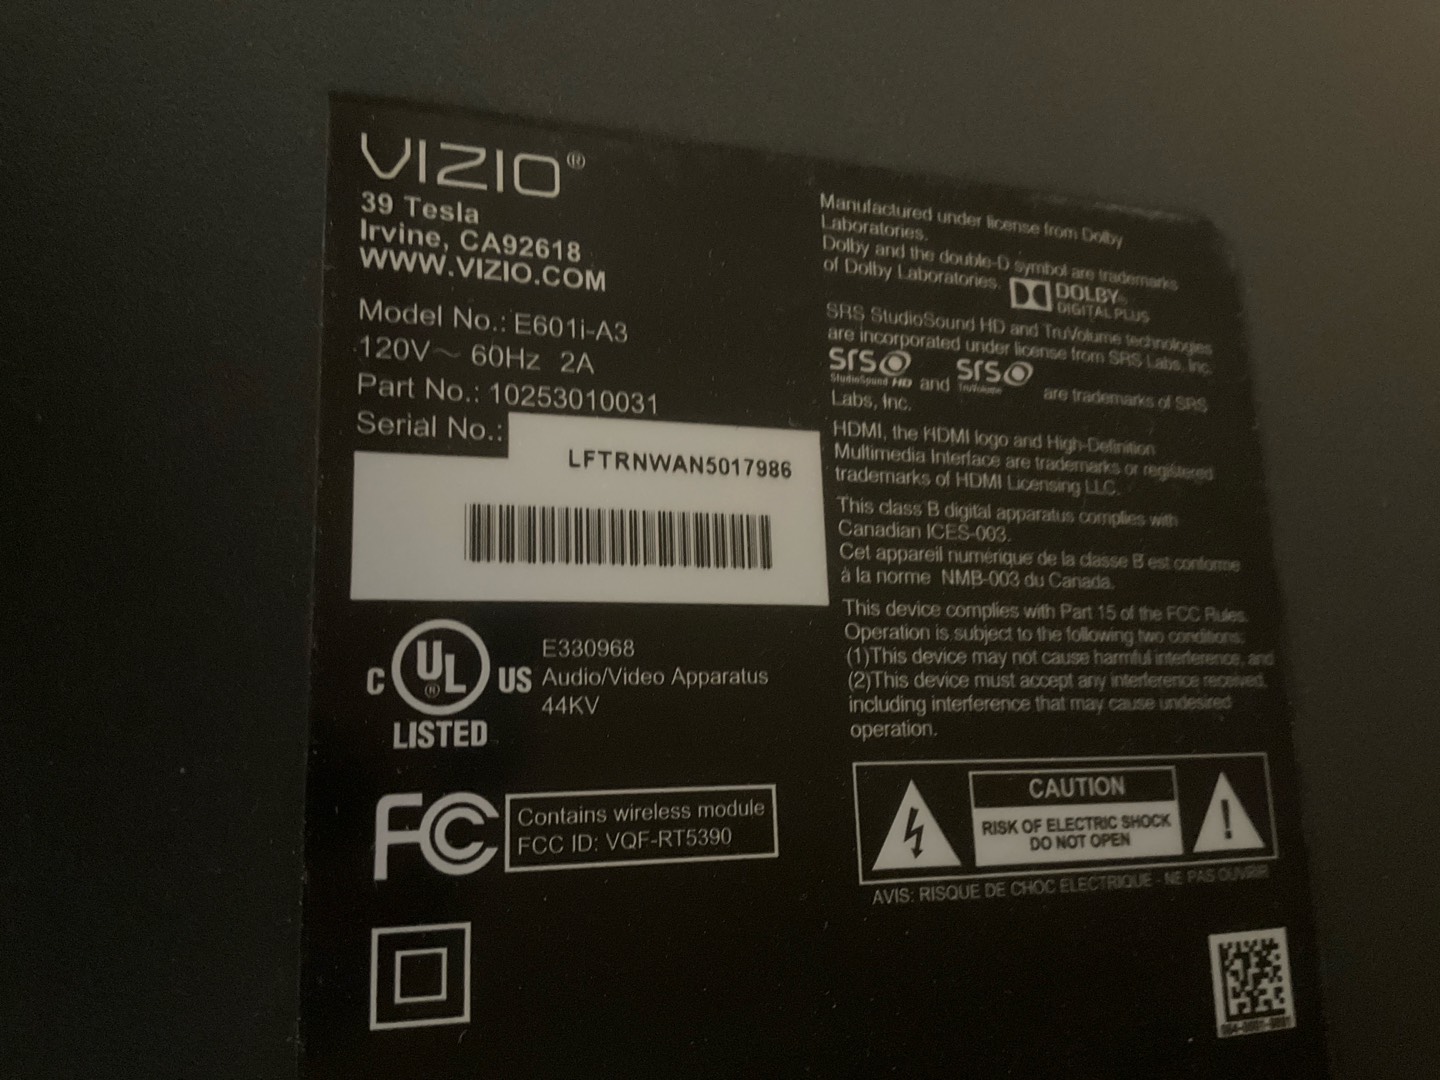 VIZIO®
39 Tesla
Irvine, CA92618
WWW.VIZIO.COM
Model No.: E601i-A3
120V～ 60Hz 2A
Part No.: 10253010031
Serial No.:
LFTRNWAN5017986
C UL® US
LISTED
E330968
Audio/Video Apparatus
44KV
FC
Contains wireless module
FCC ID: VQF-RT5390
Manufactured under license from Dolby
Laboratories.
Dolby and the double-D symbol are trademarks
of Dolby Laboratories.
DOLBY®
DIGITAL PLUS
SRS StudioSound HD and TruVolume technologies
are incorporated under license from SRS Labs, Inc.
SRS StudioSound HD and SRS TruVolume are trademarks of SRS
Labs, Inc.
HDMI, the HDMI logo and High-Definition
Multimedia Interface are trademarks or registered
trademarks of HDMI Licensing LLC.
This class B digital apparatus complies with
Canadian ICES-003.
Cet appareil numérique de la classe B est conforme
à la norme NMB-003 du Canada.
This device complies with Part 15 of the FCC Rules.
Operation is subject to the following two conditions:
(1)This device may not cause harmful interference, and
(2)This device must accept any interference received,
including interference that may cause undesired
operation.
CAUTION
RISK OF ELECTRIC SHOCK
DO NOT OPEN
AVIS: RISQUE DE CHOC ELECTRIQUE - NE PAS OUVRIR